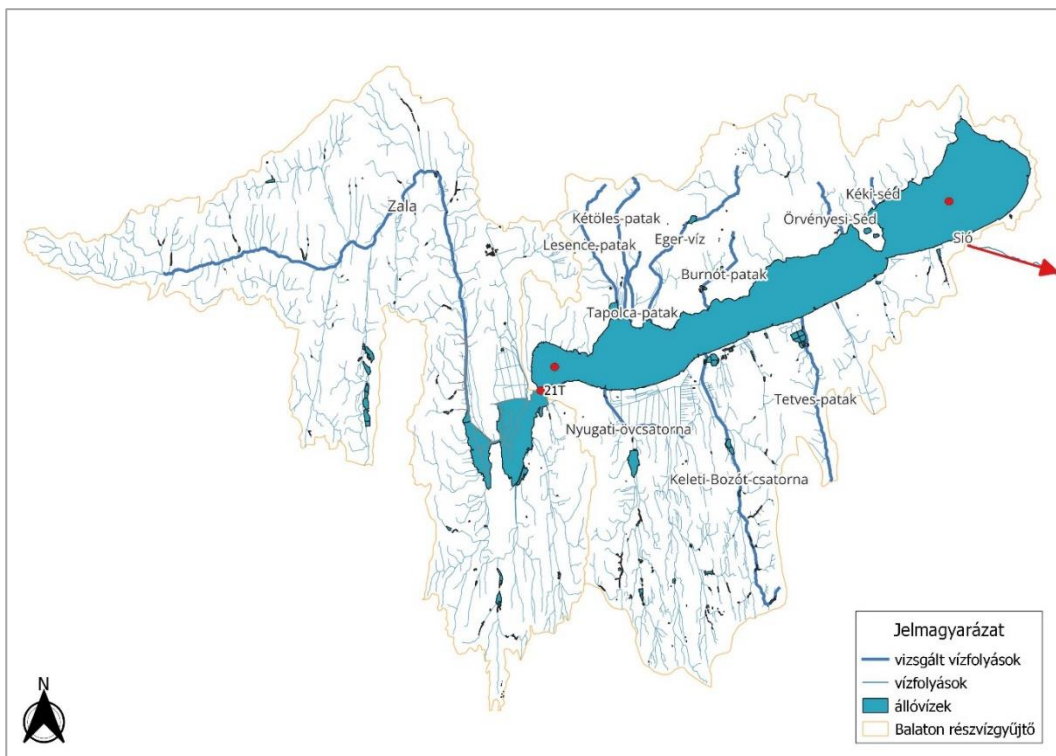 Zala
Kétöles-patak
Lesence-patak
Eger-víz
Kéki-séd
Örvényesi-Séd
Sió
Burnót-patak
Tapolca-patak
21T
Tetves-patak
Nyugati-övcsatorna
Keleti-Bozót-csatorna
Jelmagyarázat
vizsgált vízfolyások
vízfolyások
állóvízek
Balaton részvízgyűjtő
N